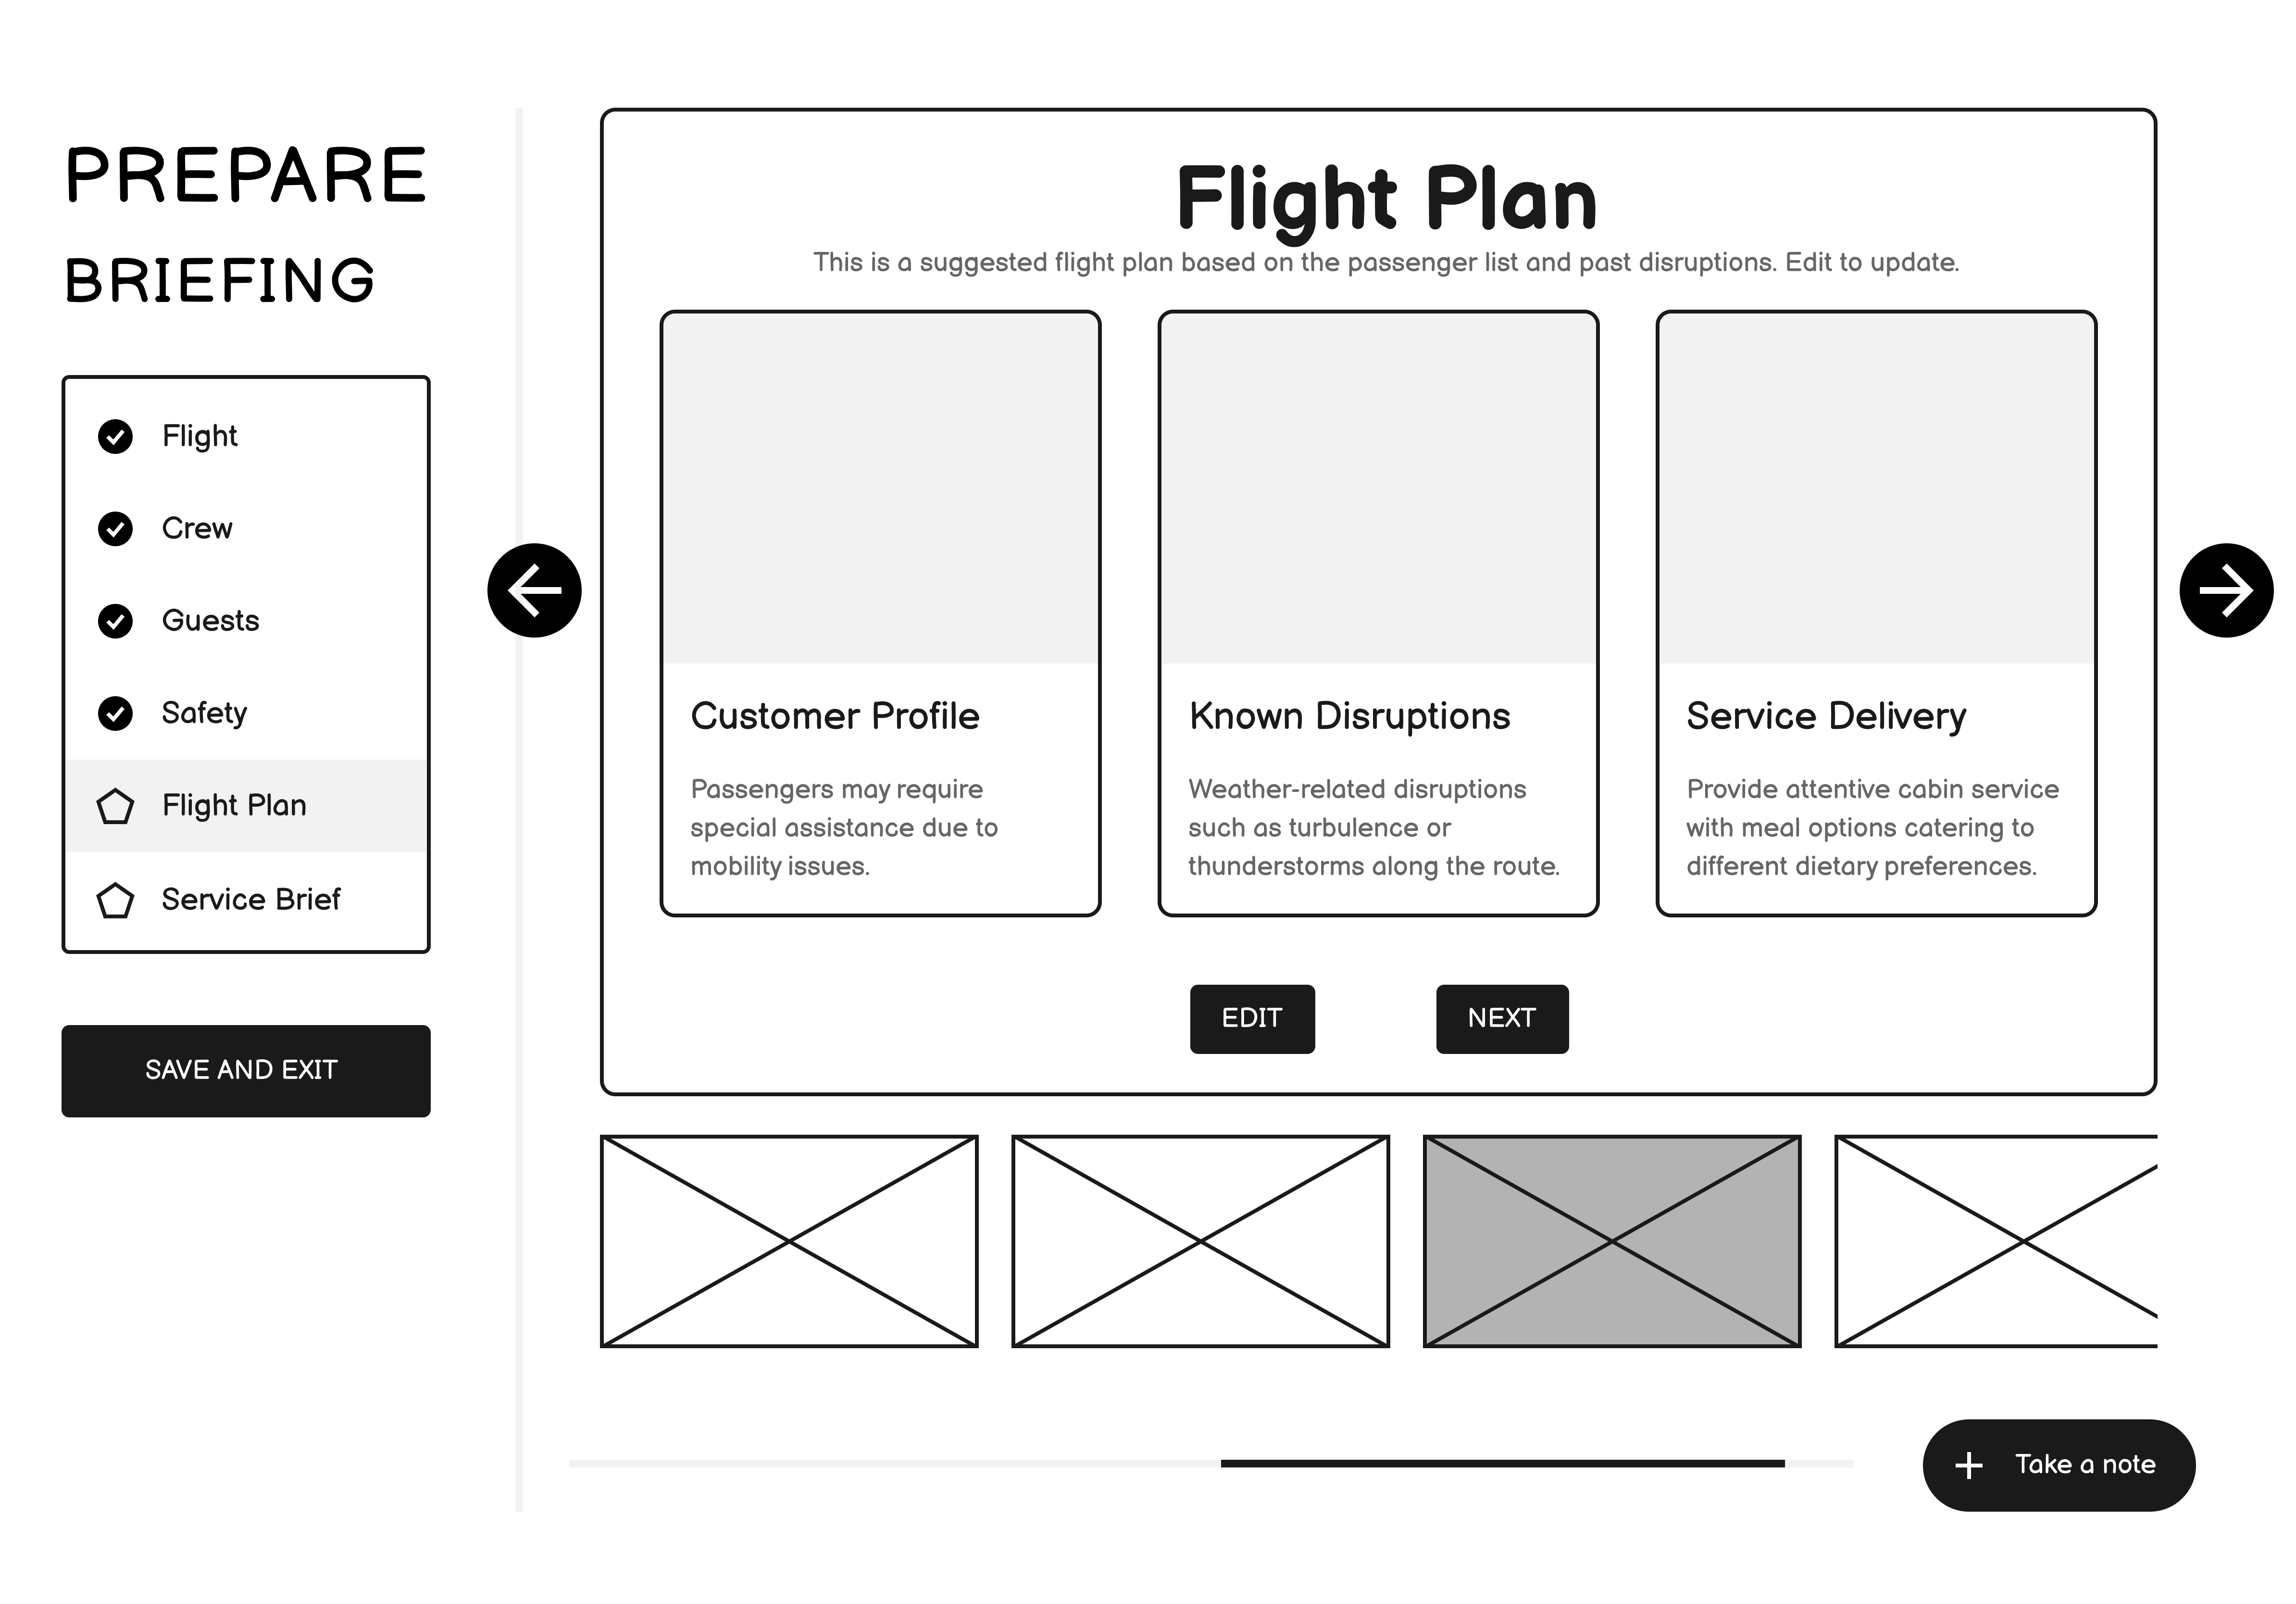 PREPARE
BRIEFING
Flight
Crew
Guests
Safety
Flight Plan
Service Brief
SAVE AND EXIT
Flight Plan
This is a suggested flight plan based on the passenger list and past disruptions. Edit to update.
Customer Profile
Passengers may require
special assistance due to
mobility issues.
Known Disruptions
Weather-related disruptions
such as turbulence or
thunderstorms along the route.
Service Delivery
Provide attentive cabin service
with meal options catering to
different dietary preferences.
EDIT
NEXT
Take a note